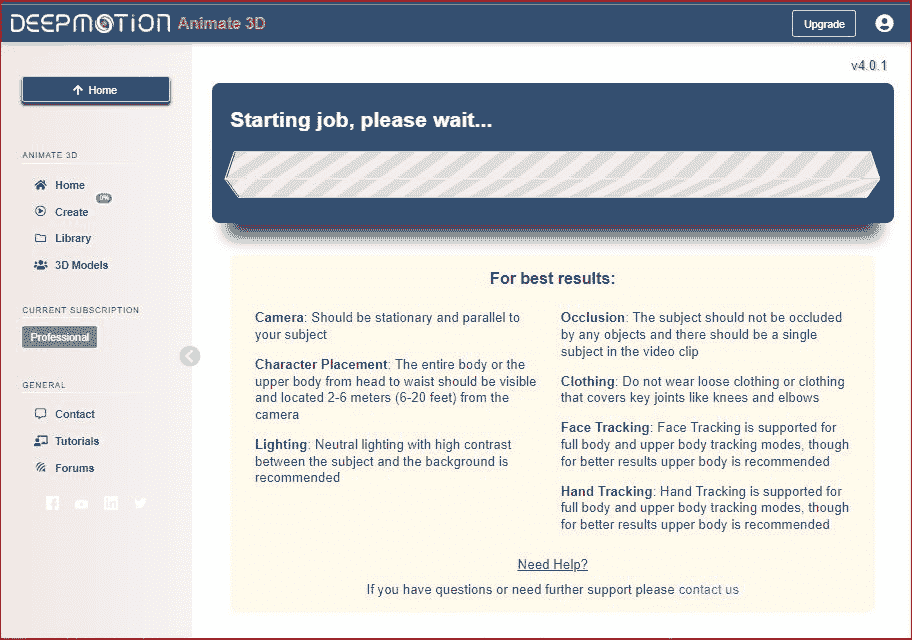 DEEPMOTION Animate 3D
Upgrade
v4.0.1
Home
ANIMATE 3D
Home
0%
Create
Library
3D Models
CURRENT SUBSCRIPTION
Professional
GENERAL
Contact
Tutorials
Forums
Starting job, please wait...
For best results:
Camera: Should be stationary and parallel to
your subject
Character Placement: The entire body or the
upper body from head to waist should be visible
and located 2-6 meters (6-20 feet) from the
camera
Lighting: Neutral lighting with high contrast
between the subject and the background is
recommended
Occlusion: The subject should not be occluded
by any objects and there should be a single
subject in the video clip
Clothing: Do not wear loose clothing or clothing
that covers key joints like knees and elbows
Face Tracking: Face Tracking is supported for
full body and upper body tracking modes, though
for better results upper body is recommended
Hand Tracking: Hand Tracking is supported for
full body and upper body tracking modes, though
for better results upper body is recommended
Need Help?
If you have questions or need further support please contact us